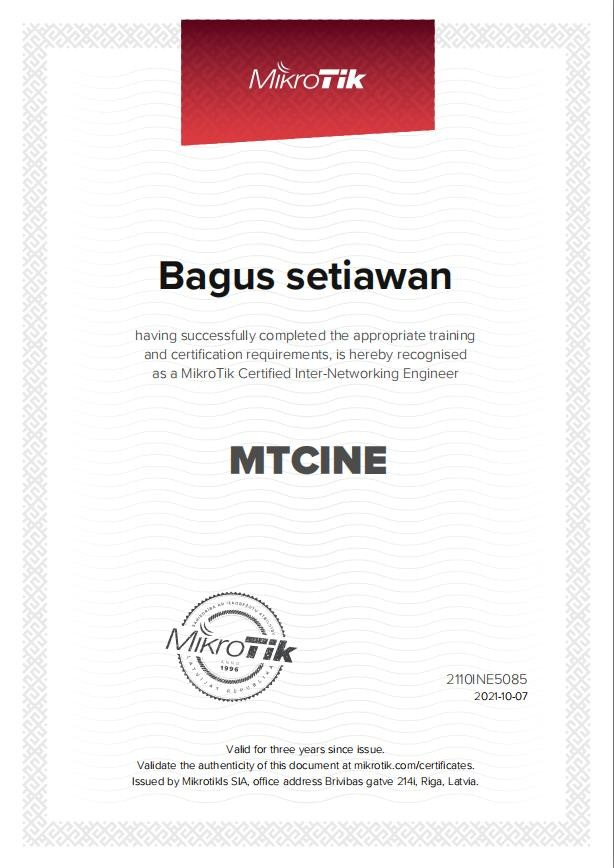 MikroTik
Bagus setiawan
having successfully completed the appropriate training
and certification requirements, is hereby recognised
as a MikroTik Certified Inter-Networking Engineer
MTCINE
MikroTik
ANNO
1996
LATVIJAS REPUBLIKA
2110INE5085
2021-10-07
Valid for three years since issue.
Validate the authenticity of this document at mikrotik.com/certificates.
Issued by Mikrotikls SIA, office address Brivibas gatve 214i, Riga, Latvia.